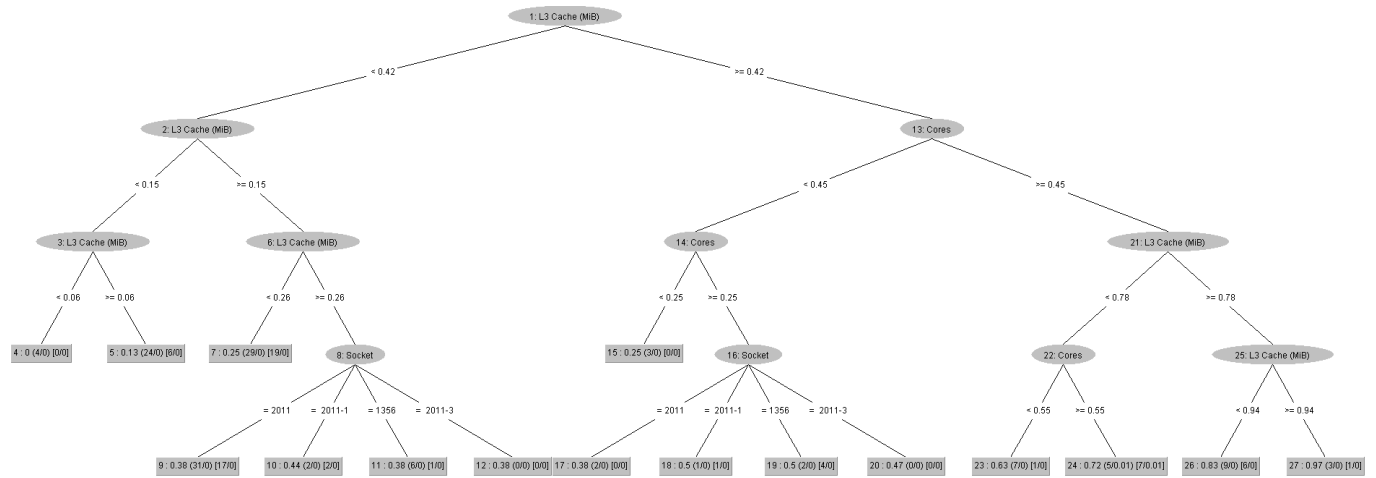 1: L3 Cache (MiB)
< 0.42
>= 0.42
2: L3 Cache (MiB)
13: Cores
< 0.15
>= 0.15
< 0.45
>= 0.45
3: L3 Cache (MiB)
6: L3 Cache (MiB)
14: Cores
21: L3 Cache (MiB)
< 0.06
>= 0.06
< 0.26
>= 0.26
< 0.25
>= 0.25
< 0.78
>= 0.78
4 : 0 (4/0) [0/0]
5 : 0.13 (24/0) [6/0]
7 : 0.25 (29/0) [19/0]
8: Socket
15 : 0.25 (3/0) [0/0]
16: Socket
22: Cores
25: L3 Cache (MiB)
= 2011
= 2011-1
= 1356
= 2011-3
= 2011
= 2011-1
= 1356
= 2011-3
< 0.55
>= 0.55
< 0.94
>= 0.94
9 : 0.38 (31/0) [17/0]
10 : 0.44 (2/0) [2/0]
11 : 0.38 (6/0) [1/0]
12 : 0.38 (0/0) [0/0]
17 : 0.38 (2/0) [0/0]
18 : 0.5 (1/0) [1/0]
19 : 0.5 (2/0) [4/0]
20 : 0.47 (0/0) [0/0]
23 : 0.63 (7/0) [1/0]
24 : 0.72 (5/0.01) [7/0.01]
26 : 0.83 (9/0) [6/0]
27 : 0.97 (3/0) [1/0]